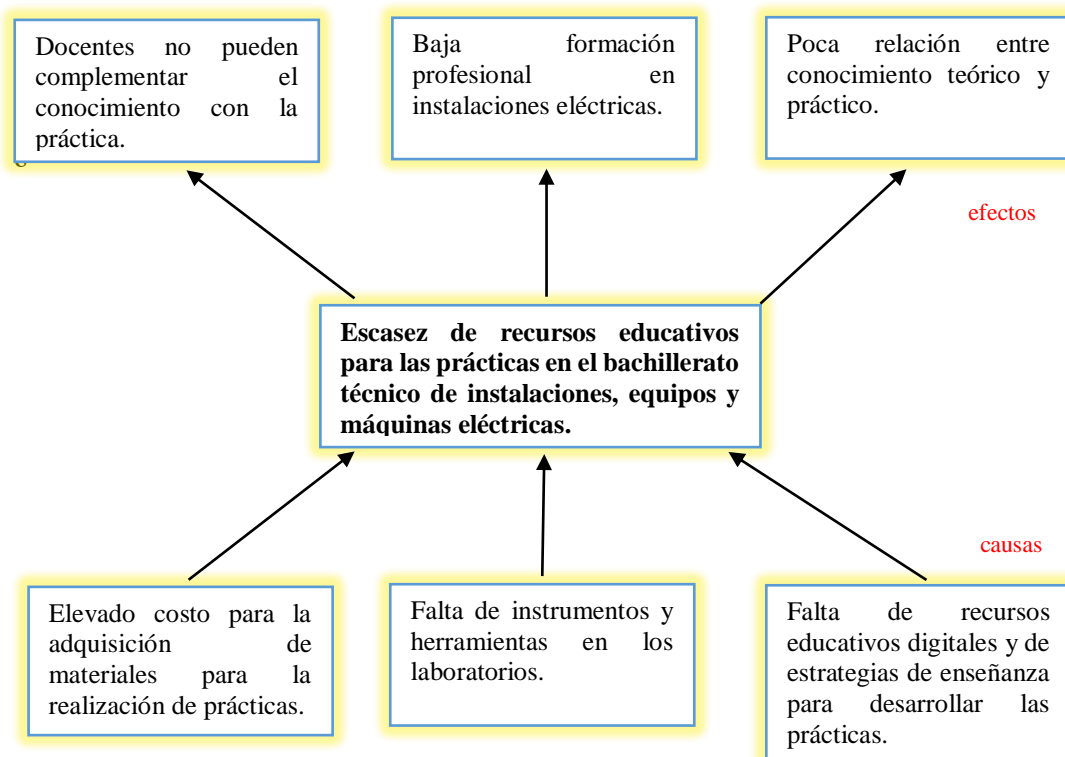 Docentes no pueden
complementar el
conocimiento con la
práctica.
Baja formación
profesional en
instalaciones eléctricas.
Poca relación entre
conocimiento teórico y
práctico.
efectos
Escasez de recursos educativos
para las prácticas en el bachillerato
técnico de instalaciones, equipos y
máquinas eléctricas.
causas
Elevado costo para la
adquisición de
materiales para la
realización de prácticas.
Falta de instrumentos y
herramientas en los
laboratorios.
Falta de recursos
educativos digitales y de
estrategias de enseñanza
para desarrollar las
prácticas.